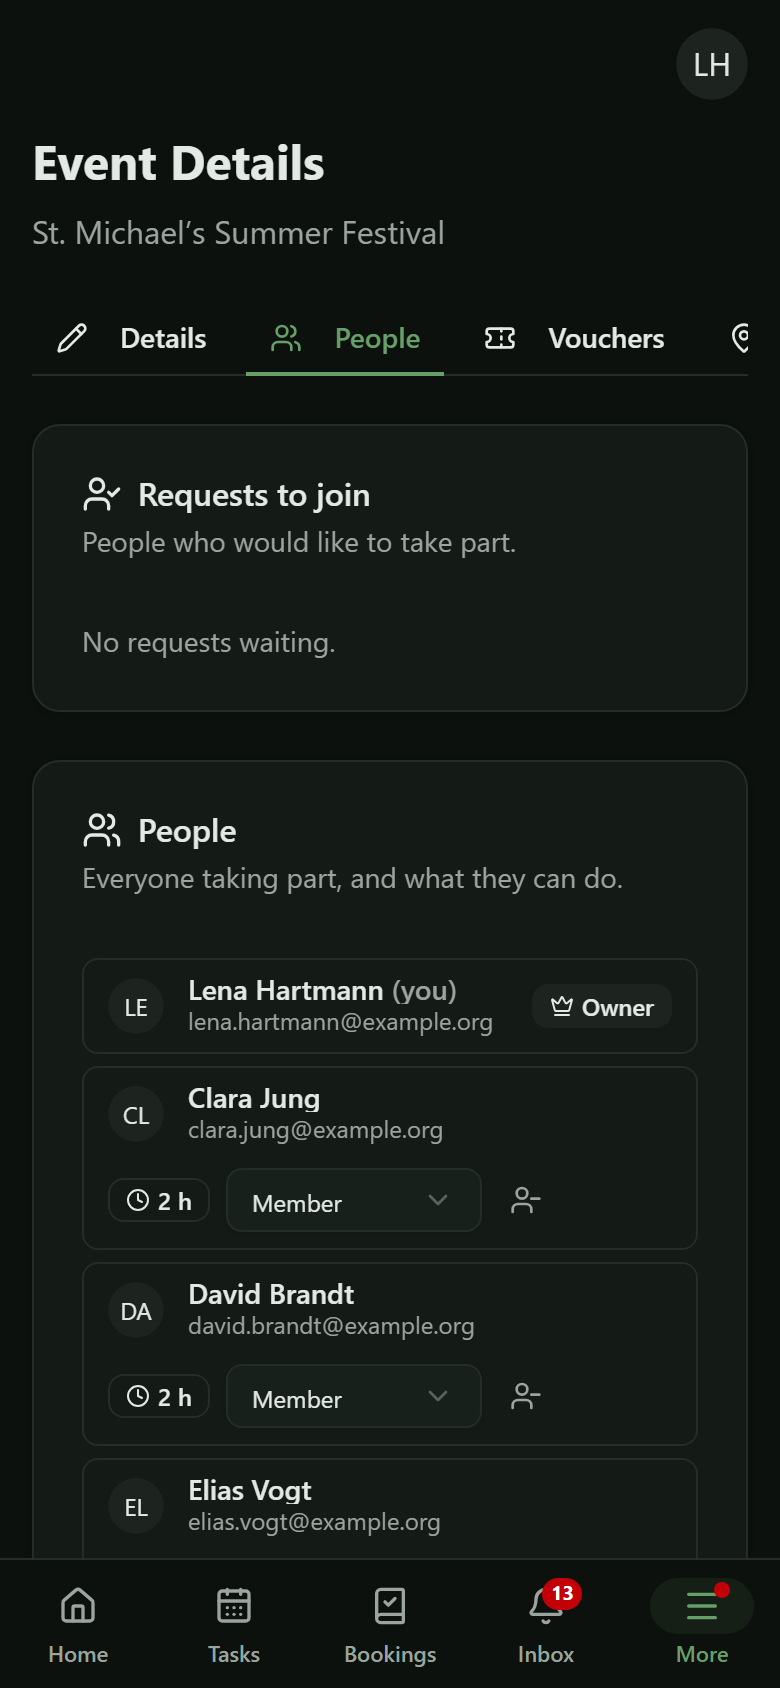 LH
Event Details
St. Michael’s Summer Festival
Details People Vouchers
Requests to join
People who would like to take part.
No requests waiting.
People
Everyone taking part, and what they can do.
LE Lena Hartmann (you) Owner
lena.hartmann@example.org
CL Clara Jung
clara.jung@example.org
2 h Member
DA David Brandt
david.brandt@example.org
2 h Member
EL Elias Vogt
elias.vogt@example.org
13
Home Tasks Bookings Inbox More